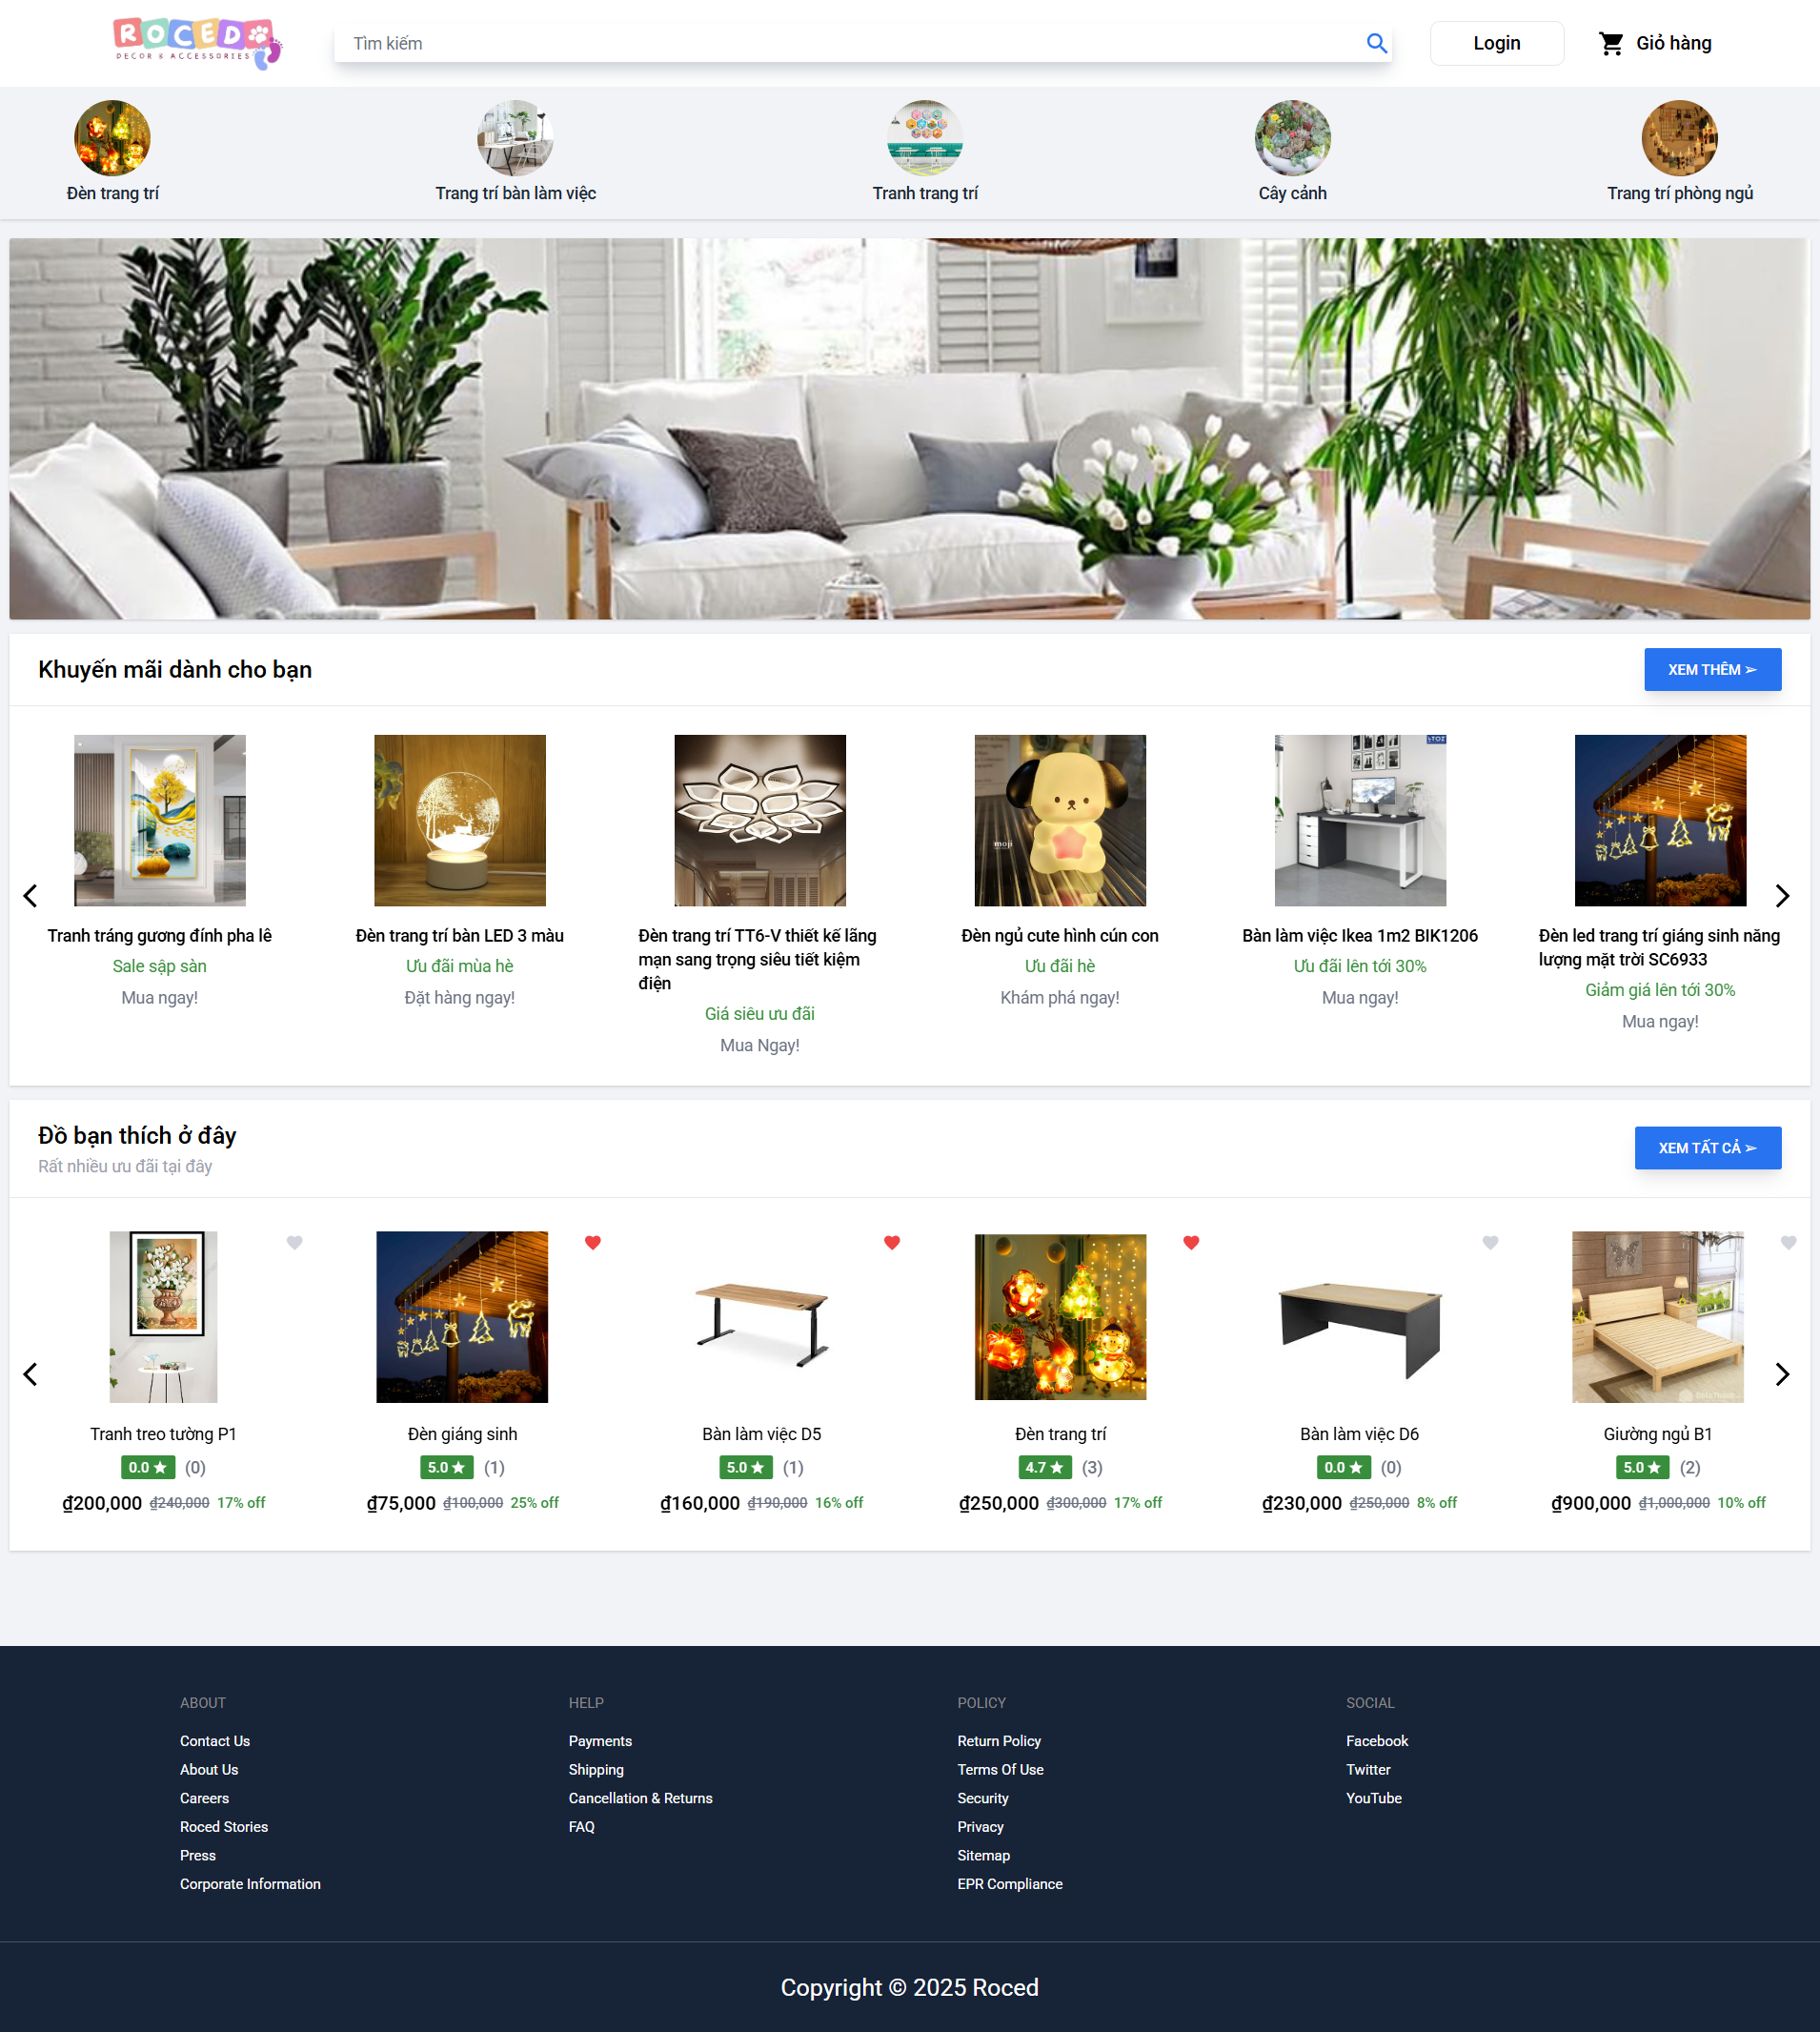 ROCED
DECOR & ACCESSORIES
Tìm kiếm
Login
Giỏ hàng
Đèn trang trí
Trang trí bàn làm việc
Tranh trang trí
Cây cảnh
Trang trí phòng ngủ
Khuyến mãi dành cho bạn
XEM THÊM ➢
moji
Tranh tráng gương đính pha lê
Sale sập sàn
Mua ngay!
Đèn trang trí bàn LED 3 màu
Ưu đãi mùa hè
Đặt hàng ngay!
Đèn trang trí TT6-V thiết kế lãng
mạn sang trọng siêu tiết kiệm
điện
Giá siêu ưu đãi
Mua Ngay!
Đèn ngủ cute hình cún con
Ưu đãi hè
Khám phá ngay!
Bàn làm việc Ikea 1m2 BIK1206
Ưu đãi lên tới 30%
Mua ngay!
Đèn led trang trí giáng sinh năng
lượng mặt trời SC6933
Giảm giá lên tới 30%
Mua ngay!
Đồ bạn thích ở đây
Rất nhiều ưu đãi tại đây
XEM TẤT CẢ ➢
Tranh treo tường P1
0.0 ★ (0)
₫200,000 ₫240,000 17% off
Đèn giáng sinh
5.0 ★ (1)
₫75,000 ₫100,000 25% off
Bàn làm việc D5
5.0 ★ (1)
₫160,000 ₫190,000 16% off
Đèn trang trí
4.7 ★ (3)
₫250,000 ₫300,000 17% off
Bàn làm việc D6
0.0 ★ (0)
₫230,000 ₫250,000 8% off
Giường ngủ B1
5.0 ★ (2)
₫900,000 ₫1,000,000 10% off
ABOUT
Contact Us
About Us
Careers
Roced Stories
Press
Corporate Information
HELP
Payments
Shipping
Cancellation & Returns
FAQ
POLICY
Return Policy
Terms Of Use
Security
Privacy
Sitemap
EPR Compliance
SOCIAL
Facebook
Twitter
YouTube
Copyright © 2025 Roced